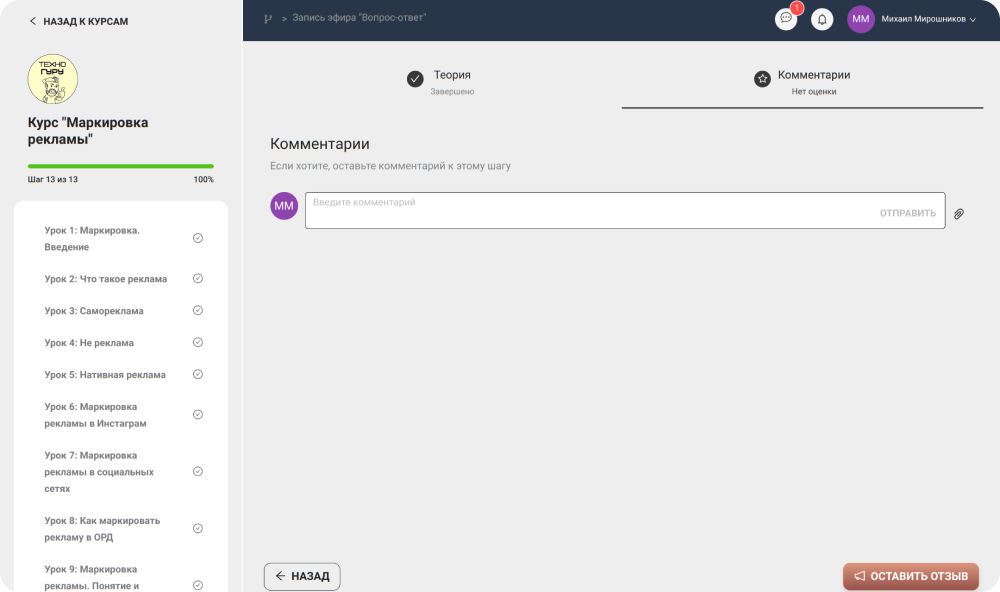 НАЗАД К КУРСАМ
ТЕХНО
ГУРУ
Курс "Маркировка
рекламы"
Шаг 13 из 13
100%
Урок 1: Маркировка.
Введение
Урок 2: Что такое реклама
Урок 3: Самореклама
Урок 4: Не реклама
Урок 5: Нативная реклама
Урок 6: Маркировка
рекламы в Инстаграм
Урок 7: Маркировка
рекламы в социальных
сетях
Урок 8: Как маркировать
рекламу в ОРД
Урок 9: Маркировка
рекламы. Понятие и
> Запись эфира "Вопрос-ответ"
1
ММ
Михаил Мирошников
Теория
Завершено
Комментарии
Нет оценки
Комментарии
Если хотите, оставьте комментарий к этому шагу
ММ
Введите комментарий
ОТПРАВИТЬ
НАЗАД
ОСТАВИТЬ ОТЗЫВ